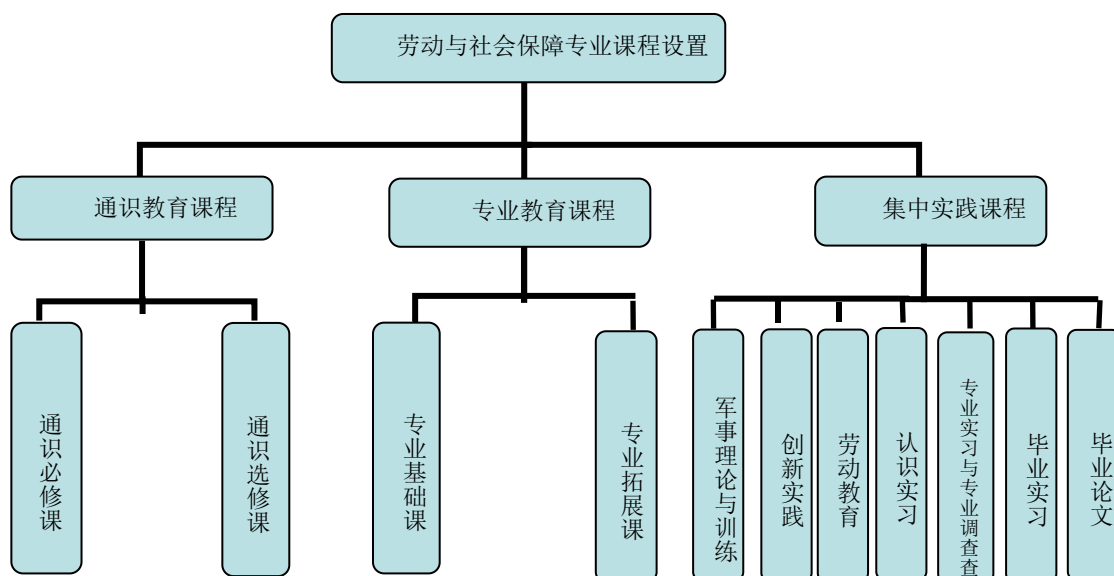 劳动与社会保障专业课程设置
通识教育课程
专业教育课程
集中实践课程
通识必修课
通识选修课
专业基础课
专业拓展课
军事理论与训练
创新实践
劳动教育
认识实习
专业实习与专业调查查
毕业实习
毕业论文